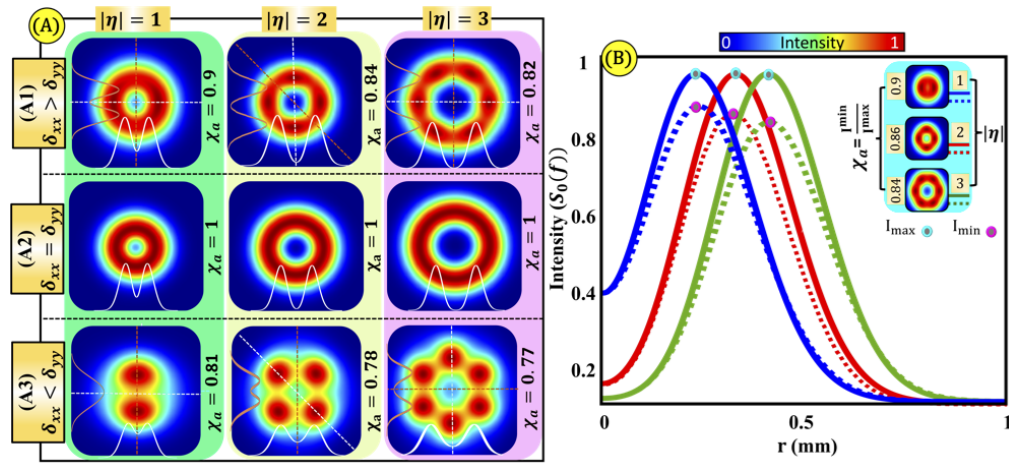 (A)
|η| = 1
|η| = 2
|η| = 3
(A1)
δxx > δyy
χa = 0.9
χa = 0.84
χa = 0.82
(A2)
δxx = δyy
χa = 1
χa = 1
χa = 1
(A3)
δxx < δyy
χa = 0.81
χa = 0.78
χa = 0.77
(B)
0 Intensity 1
Intensity (S0(f))
1
0.8
0.6
0.4
0.2
0
0.5
1
r (mm)
χa = Imin / Imax
0.9
0.86
0.84
1
2
3
|η|
Imax
Imin